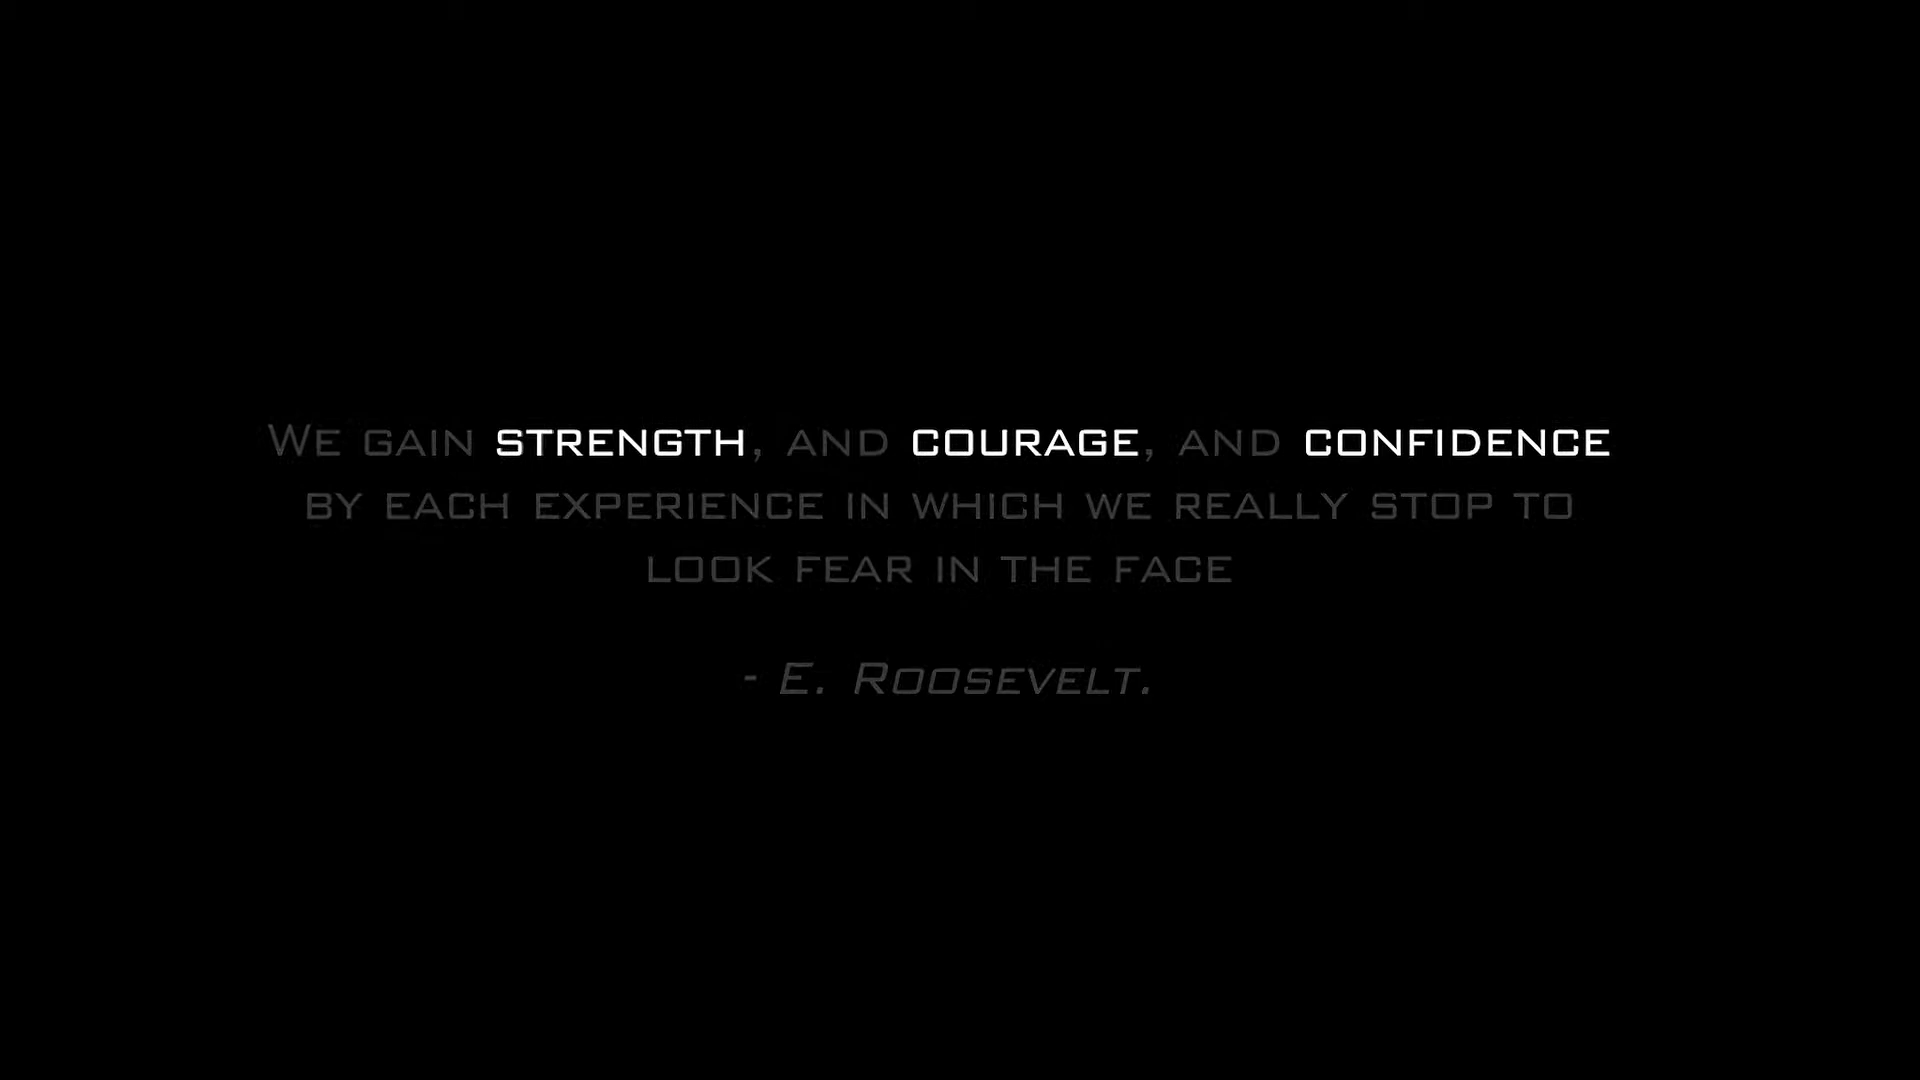 We gain strength, and courage, and confidence
by each experience in which we really stop to
look fear in the face
- E. Roosevelt.